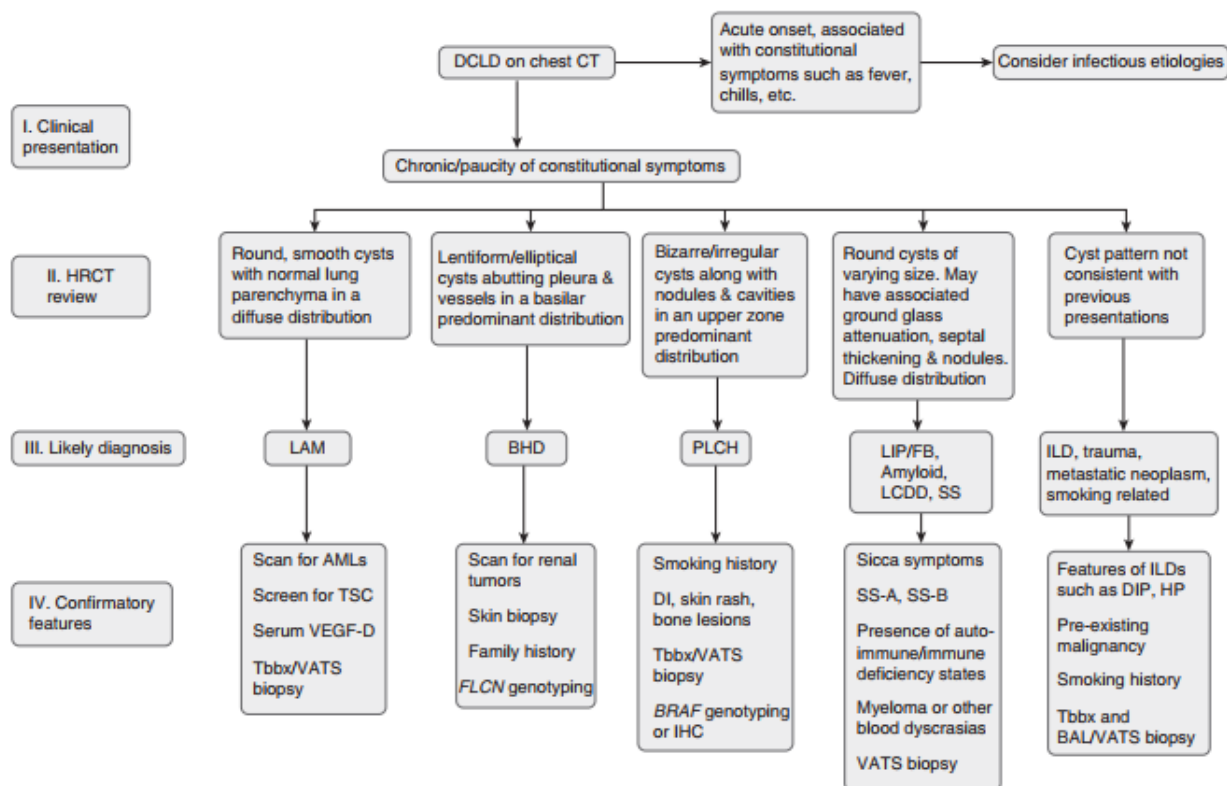 DCLD on chest CT
Acute onset, associated
with constitutional
symptoms such as fever,
chills, etc.
Consider infectious etiologies
I. Clinical
presentation
Chronic/paucity of constitutional symptoms
II. HRCT
review
Round, smooth cysts
with normal lung
parenchyma in a
diffuse distribution
Lentiform/elliptical
cysts abutting pleura &
vessels in a basilar
predominant distribution
Bizarre/irregular
cysts along with
nodules & cavities
in an upper zone
predominant
distribution
Round cysts of
varying size. May
have associated
ground glass
attenuation, septal
thickening & nodules.
Diffuse distribution
Cyst pattern not
consistent with
previous
presentations
III. Likely diagnosis
LAM
BHD
PLCH
LIP/FB,
Amyloid,
LCDD, SS
ILD, trauma,
metastatic neoplasm,
smoking related
IV. Confirmatory
features
Scan for AMLs
Screen for TSC
Serum VEGF-D
Tbbx/VATS
biopsy
Scan for renal
tumors
Skin biopsy
Family history
FLCN genotyping
Smoking history
DI, skin rash,
bone lesions
Tbbx/VATS
biopsy
BRAF genotyping
or IHC
Sicca symptoms
SS-A, SS-B
Presence of auto-
immune/immune
deficiency states
Myeloma or other
blood dyscrasias
VATS biopsy
Features of ILDs
such as DIP, HP
Pre-existing
malignancy
Smoking history
Tbbx and
BAL/VATS biopsy